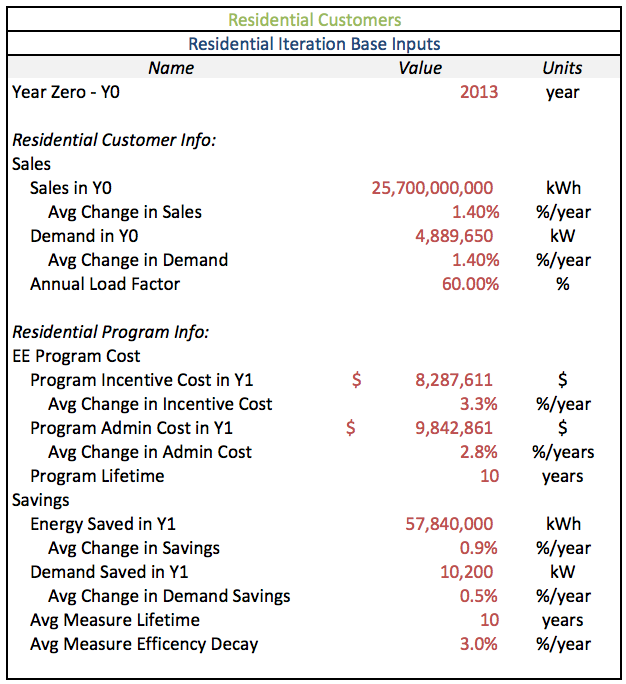 Residential Customers
Residential Iteration Base Inputs
Name Value Units
Year Zero - Y0 2013 year
Residential Customer Info:
Sales
Sales in Y0 25,700,000,000 kWh
Avg Change in Sales 1.40% %/year
Demand in Y0 4,889,650 kW
Avg Change in Demand 1.40% %/year
Annual Load Factor 60.00% %
Residential Program Info:
EE Program Cost
Program Incentive Cost in Y1 $ 8,287,611 $
Avg Change in Incentive Cost 3.3% %/year
Program Admin Cost in Y1 $ 9,842,861 $
Avg Change in Admin Cost 2.8% %/years
Program Lifetime 10 years
Savings
Energy Saved in Y1 57,840,000 kWh
Avg Change in Savings 0.9% %/year
Demand Saved in Y1 10,200 kW
Avg Change in Demand Savings 0.5% %/year
Avg Measure Lifetime 10 years
Avg Measure Efficency Decay 3.0% %/year